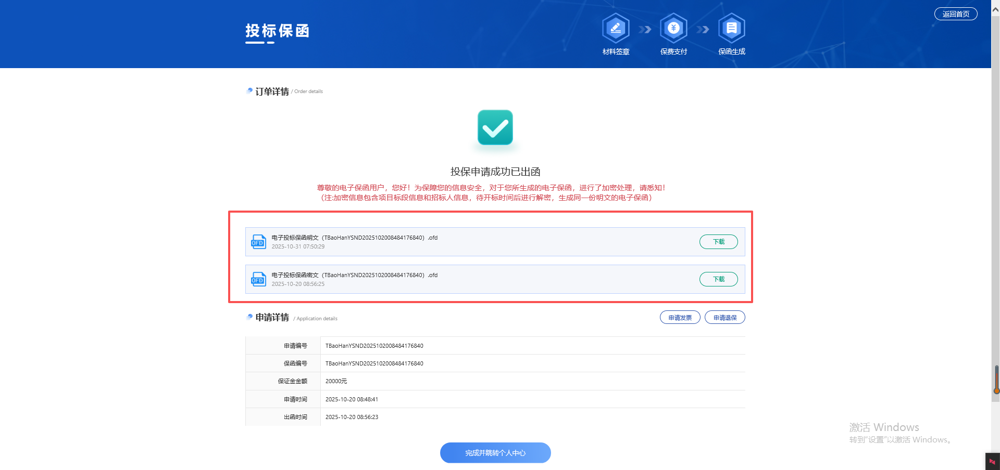 返回首页
投标保函
材料签章
保费支付
保函生成
订单详情 / Order details
投保申请成功已出函
尊敬的电子保函用户，您好！为保障您的信息安全，对于您所生成的电子保函，进行了加密处理，请悉知！
（注:加密信息包含项目标段信息和招标人信息，待开标时间后进行解密，生成同一份明文的电子保函）
OFD
电子投标保函明文（TBaoHanYSND2025102008484176840）.ofd
2025-10-31 07:50:29
下载
OFD
电子投标保函密文（TBaoHanYSND2025102008484176840）.ofd
2025-10-20 08:56:25
下载
申请详情 / Application details
申请发票
申请退保
申请编号 TBaoHanYSND2025102008484176840
保函编号 TBaoHanYSND2025102008484176840
保证金金额 20000元
申请时间 2025-10-20 08:48:41
出函时间 2025-10-20 08:56:23
激活 Windows
转到"设置"以激活 Windows。
完成并跳转个人中心